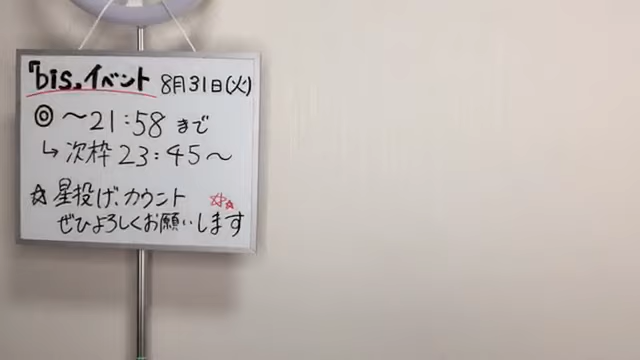 『bis』イベント 8月31日(火)
◎ 〜21:58 まで
↳ 次枠 23:45〜
☆ 星投げ、カウント ☆☆
ぜひよろしくお願いします